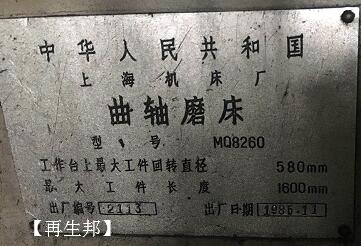 中华人民共和国
上海机床厂
曲轴磨床
型号 MQ8260
工作台上最大工件回转直径 580mm
最大工件长度 1600mm
出厂编号 2113 出厂日期 1985-11
【再生邦】